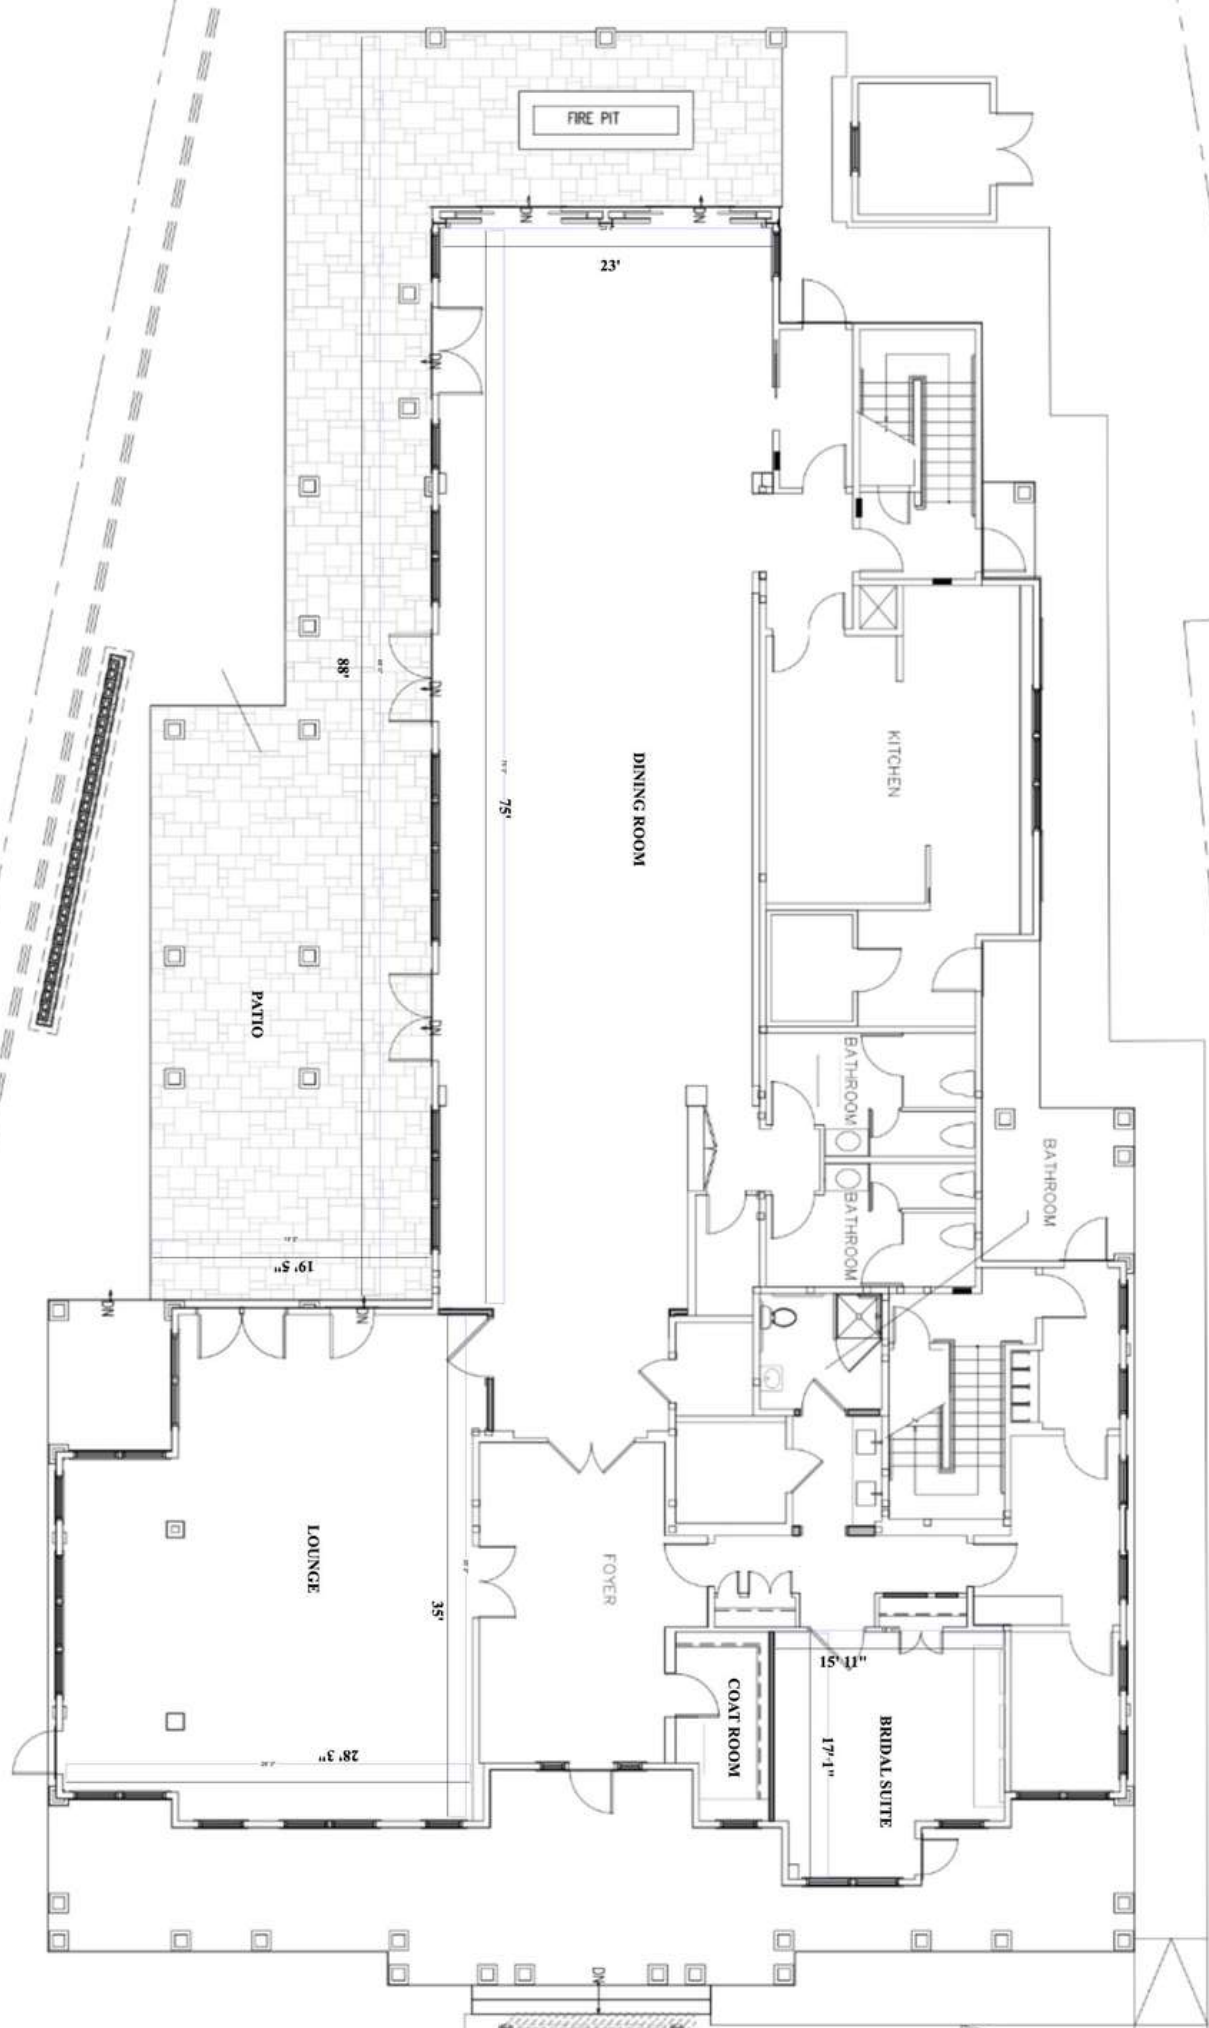 FIRE PIT
DN
DN
23'
DN
88'
DN
75'
DINING ROOM
KITCHEN
PATIO
DN
BATHROOM
BATHROOM
BATHROOM
19' 5"
DN
DN
LOUNGE
35'
FOYER
28' 3"
COAT ROOM
15' 11"
17'-1"
BRIDAL SUITE
DN